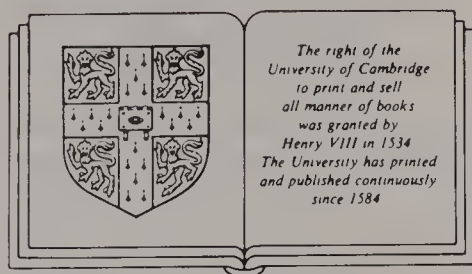 The right of the
University of Cambridge
to print and sell
all manner of books
was granted by
Henry VIII in 1534
The University has printed
and published continuously
since 1584